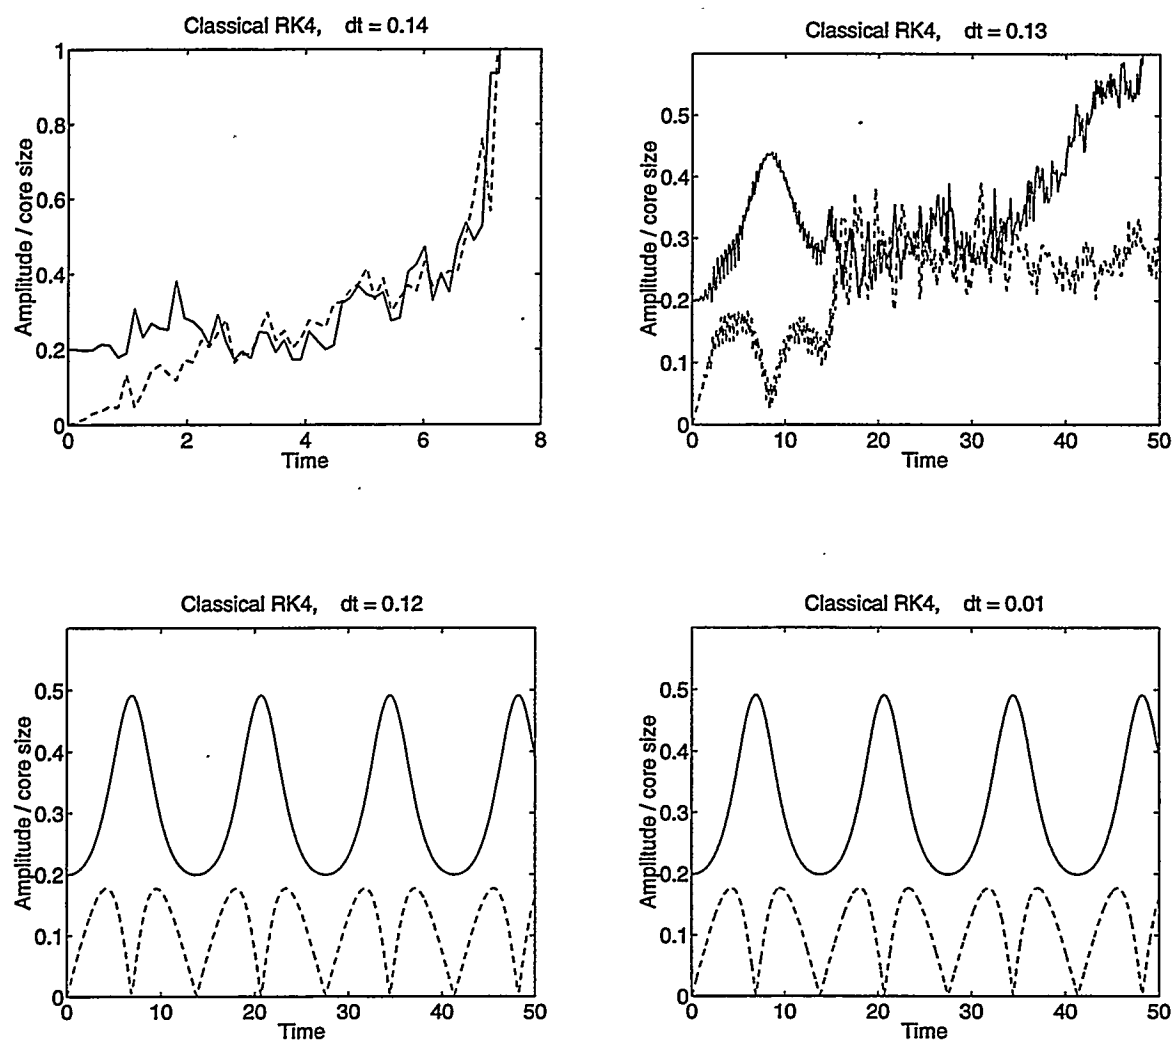 Classical RK4, dt = 0.14
1
0.8
0.6
0.4
0.2
0
Amplitude / core size
0 2 4 6 8
Time
Classical RK4, dt = 0.13
0.5
0.4
0.3
0.2
0.1
0
Amplitude / core size
0 10 20 30 40 50
Time
Classical RK4, dt = 0.12
0.5
0.4
0.3
0.2
0.1
0
Amplitude / core size
0 10 20 30 40 50
Time
Classical RK4, dt = 0.01
0.5
0.4
0.3
0.2
0.1
0
Amplitude / core size
0 10 20 30 40 50
Time